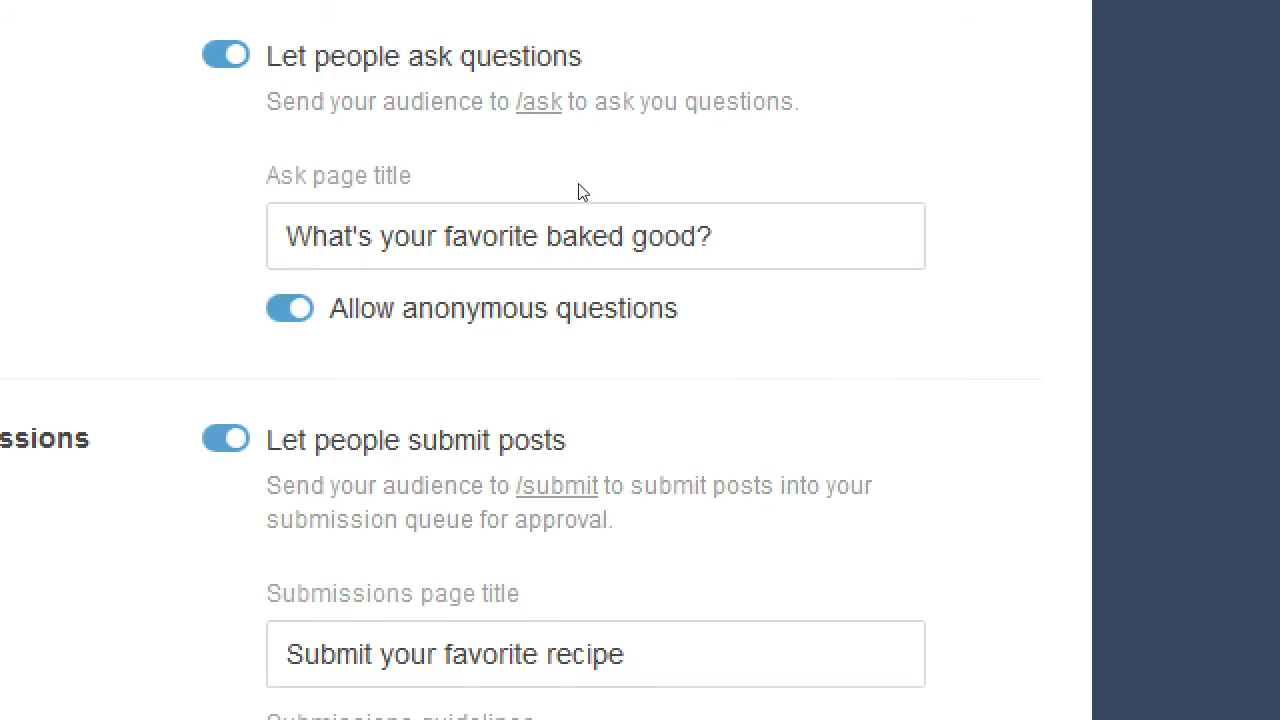 Let people ask questions
Send your audience to /ask to ask you questions.
Ask page title
What's your favorite baked good?
Allow anonymous questions
ssions
Let people submit posts
Send your audience to /submit to submit posts into your
submission queue for approval.
Submissions page title
Submit your favorite recipe
Submissions guidelines